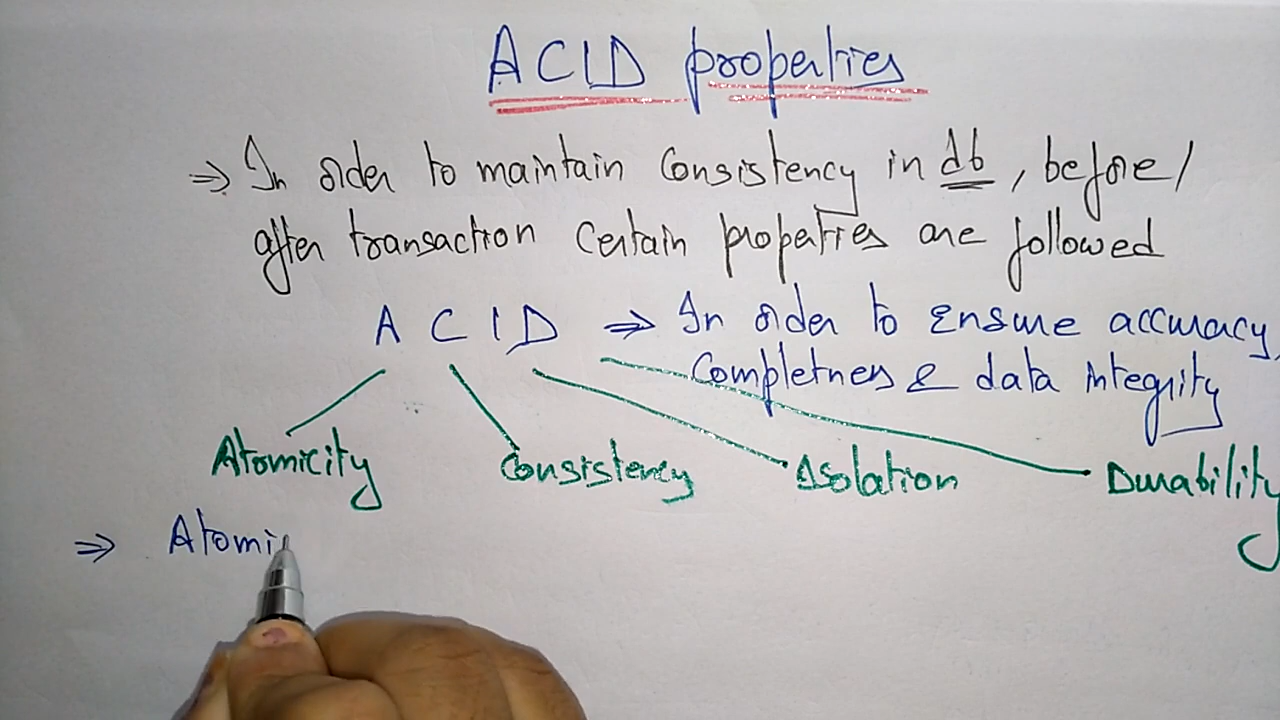 ACID properties
⇒ In order to maintain consistency in db, before/
after transaction certain properties are followed
A C I D ⇒ In order to ensure accuracy,
Completness & data integrity
Atomicity Consistency Isolation Durability
⇒ Atomi